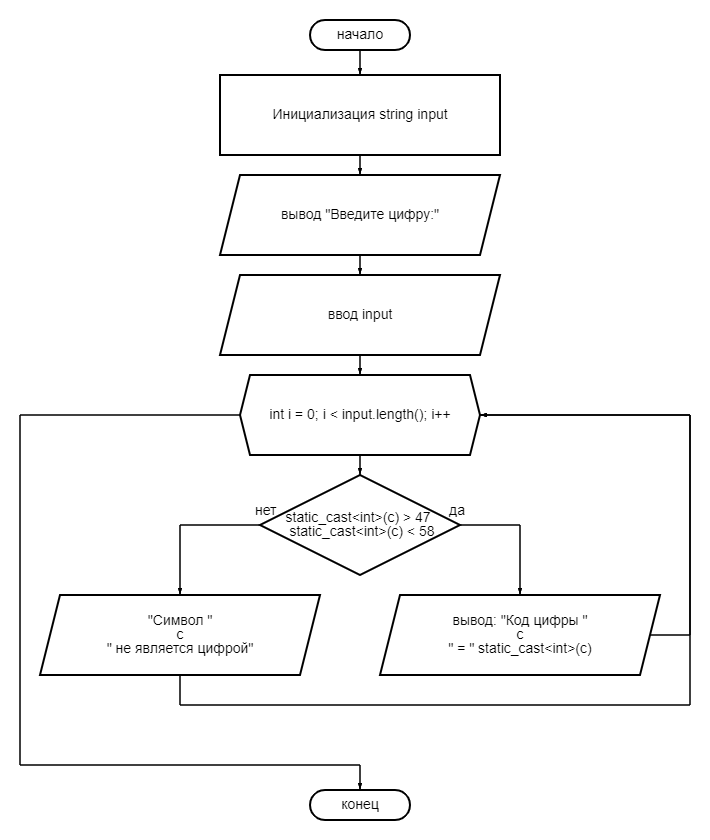 начало
Инициализация string input
вывод "Введите цифру:"
ввод input
int i = 0; i < input.length(); i++
нет
да
static_cast<int>(c) > 47
static_cast<int>(c) < 58
"Символ "
c
" не является цифрой"
вывод: "Код цифры "
c
" = " static_cast<int>(c)
конец